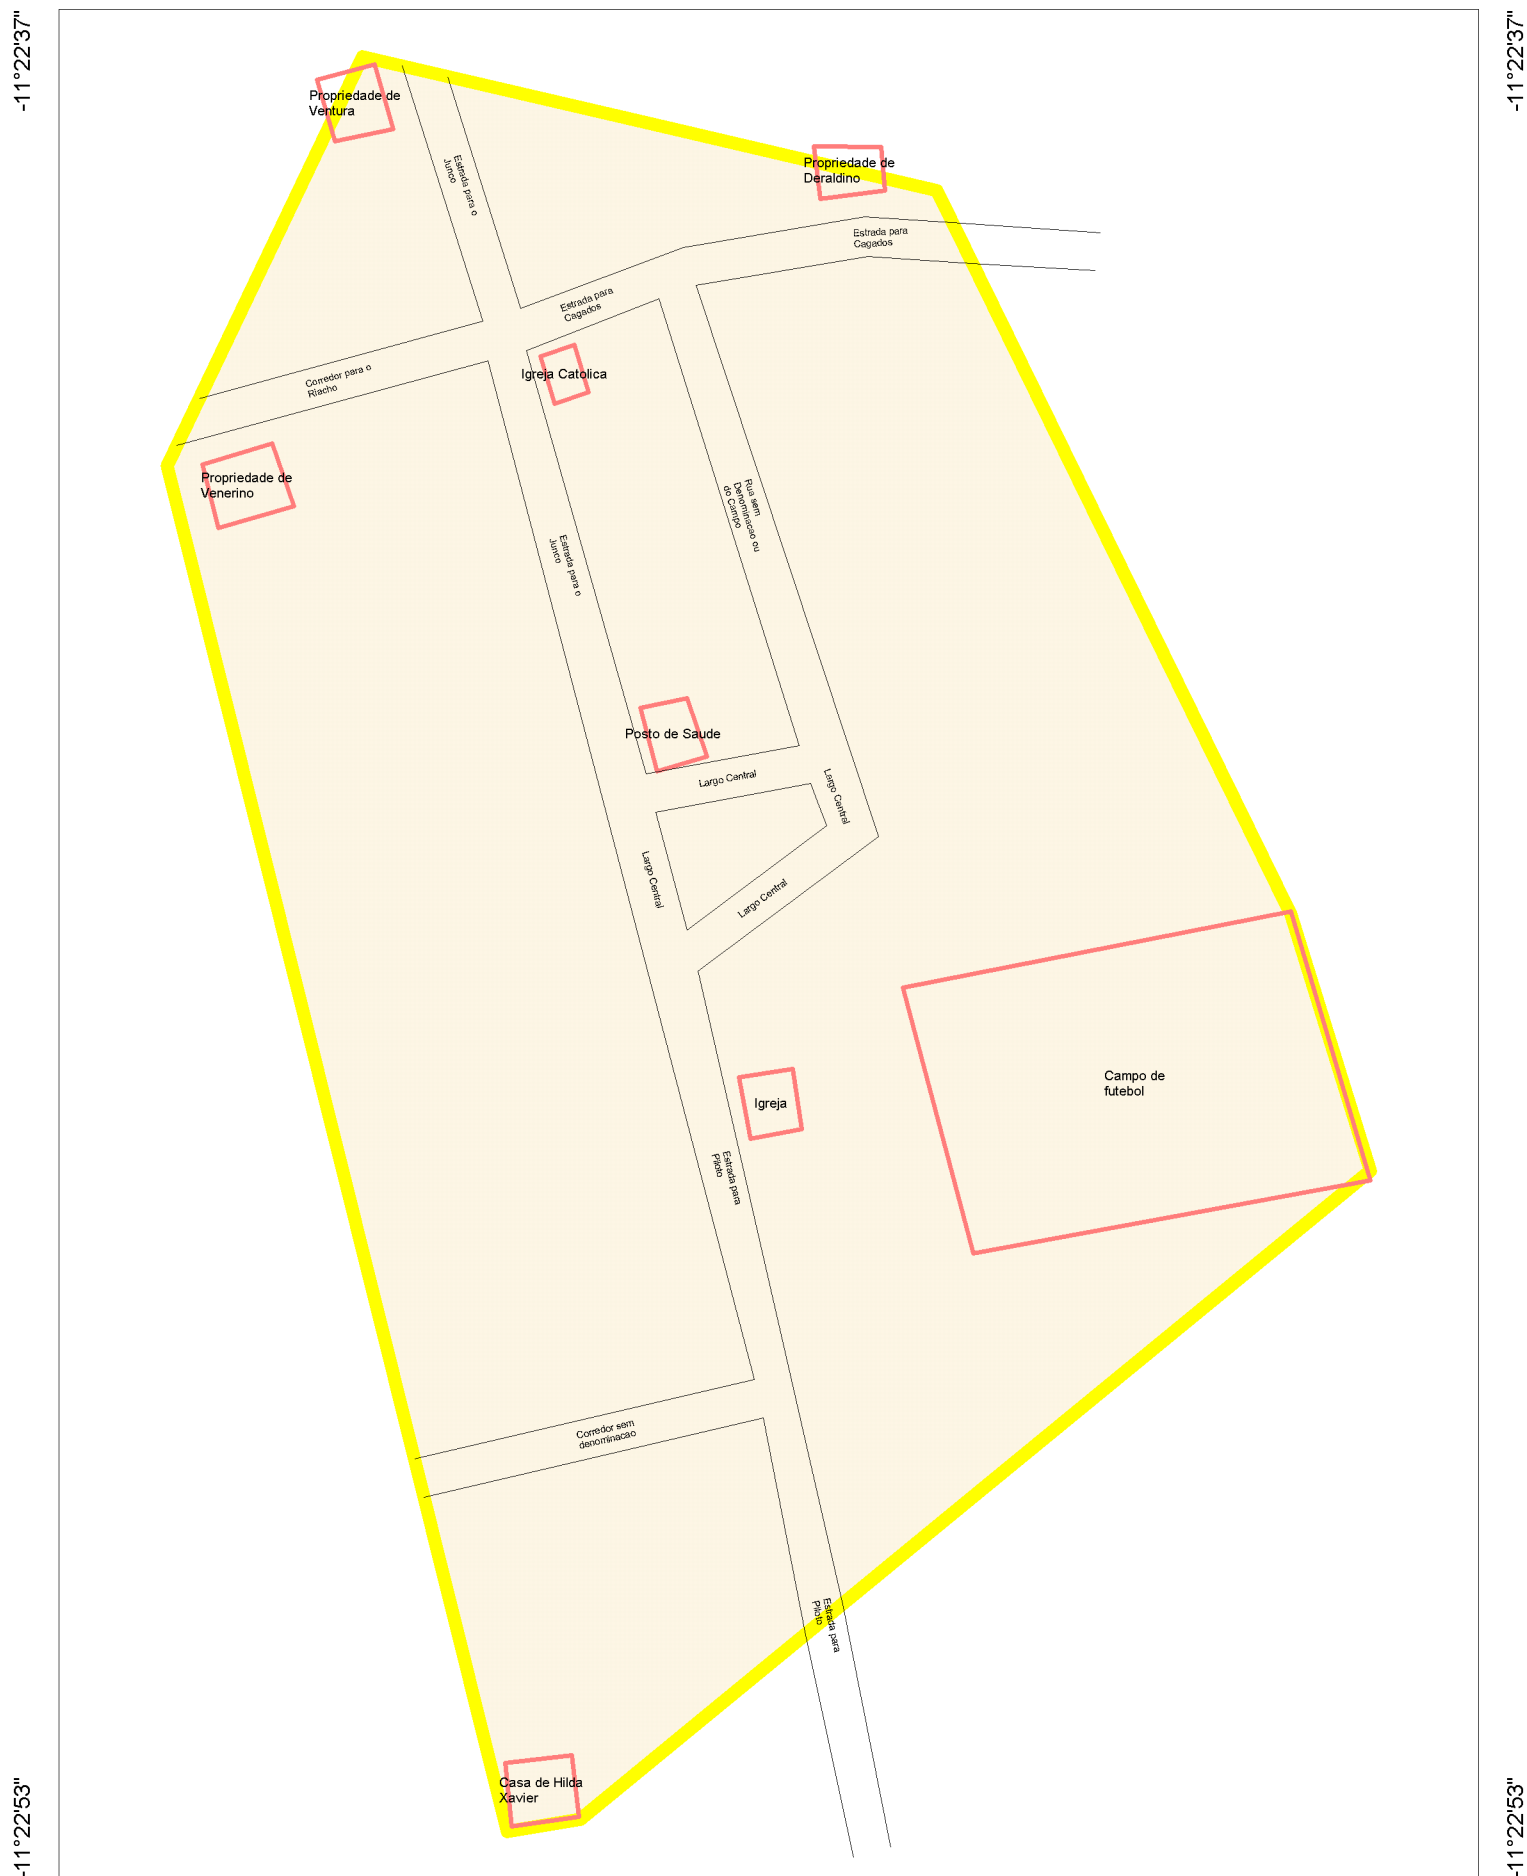 -11°22'37"
-11°22'37"
Propriedade de
Ventura
Estrada para o
Junco
Propriedade de
Deraldino
Estrada para
Cagados
Estrada para
Cagados
Corredor para o
Riacho
Igreja Catolica
Propriedade de
Venerino
Rua sem
Denominacao ou
do Campo
Estrada para o
Junco
Posto de Saude
Largo Central
Largo Central
Largo Central
Largo Central
Campo de
futebol
Igreja
Estrada para
Piloto
Corredor sem
denominacao
Estrada para
Piloto
Casa de Hilda
Xavier
-11°22'53"
-11°22'53"